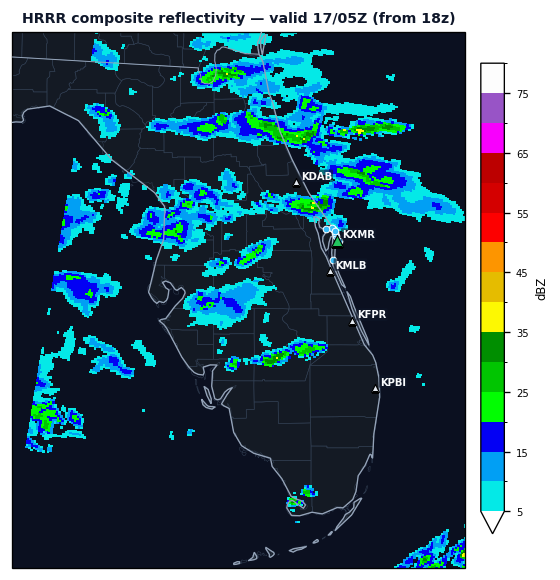 HRRR composite reflectivity — valid 17/05Z (from 18z)
KDAB
KXMR
KMLB
KFPR
KPBI
75
65
55
45
35
25
15
5
dBZ